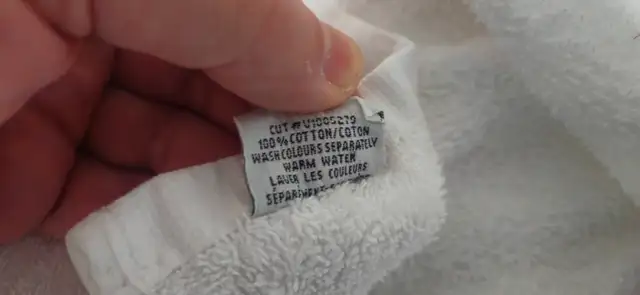 CUT # U1005279
100% COTTON/COTON
WASH COLOURS SEPARATELY
WARM WATER
LAVER LES COULEURS